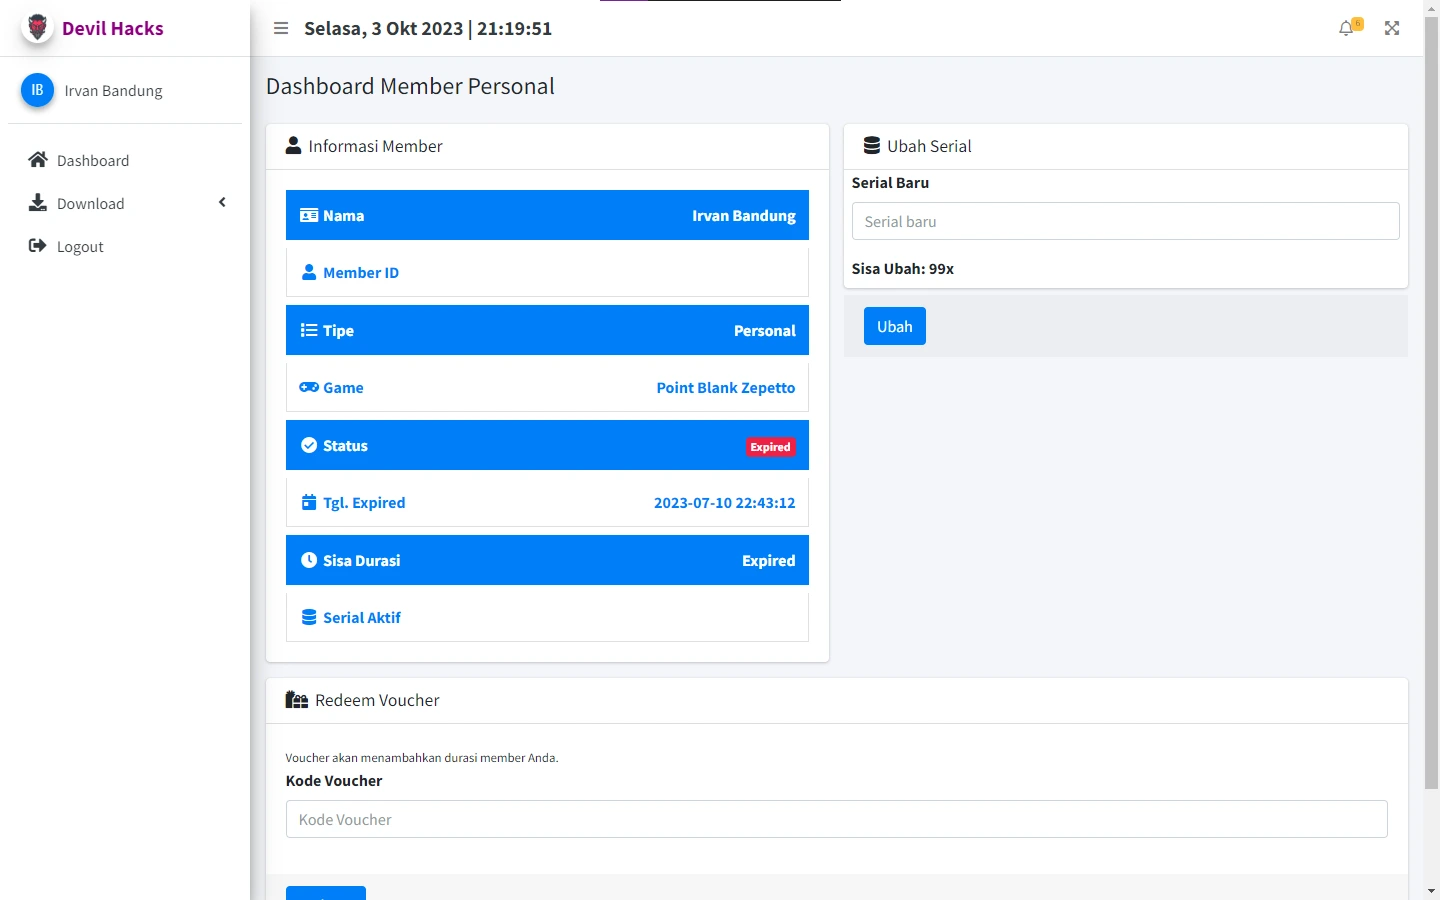 Devil Hacks
Selasa, 3 Okt 2023 | 21:19:51
6
IB
Irvan Bandung
Dashboard
Download
Logout
Dashboard Member Personal
Informasi Member
Nama Irvan Bandung
Member ID
Tipe Personal
Game Point Blank Zepetto
Status Expired
Tgl. Expired 2023-07-10 22:43:12
Sisa Durasi Expired
Serial Aktif
Ubah Serial
Serial Baru
Serial baru
Sisa Ubah: 99x
Ubah
Redeem Voucher
Voucher akan menambahkan durasi member Anda.
Kode Voucher
Kode Voucher